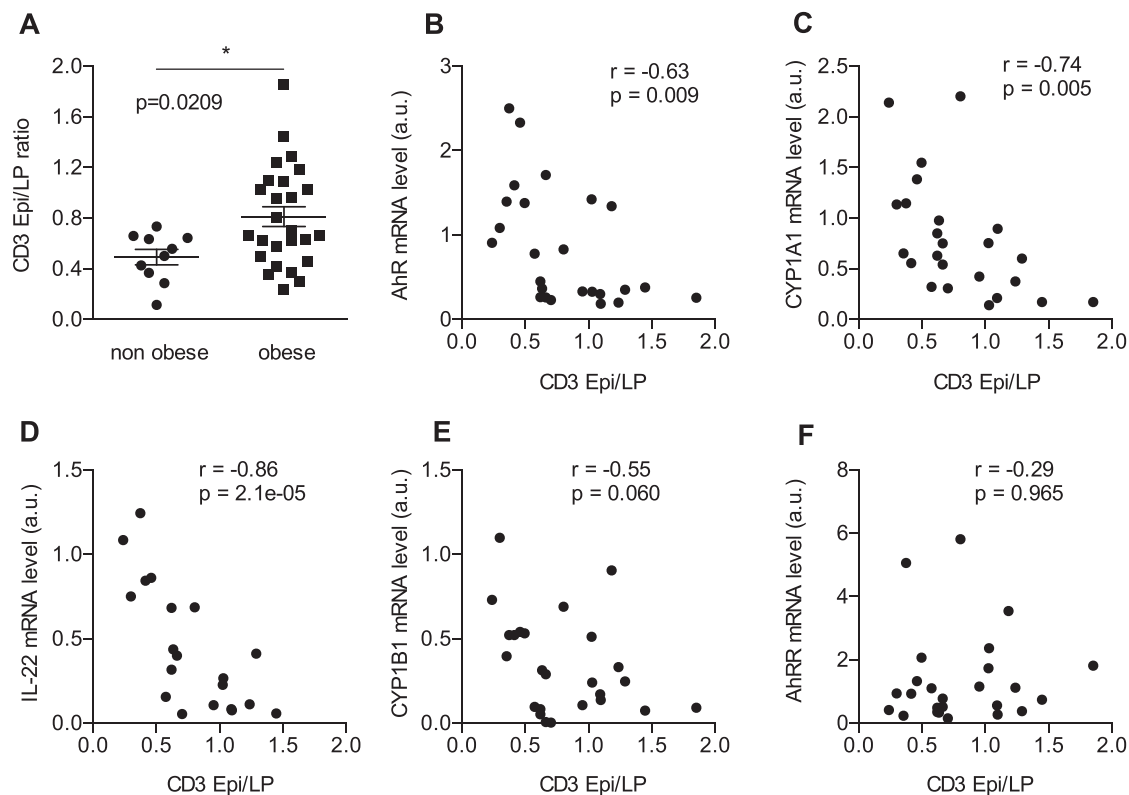 A
*
p=0.0209
CD3 Epi/LP ratio
2.0
1.6
1.2
0.8
0.4
0.0
non obese
obese
B
r = -0.63
p = 0.009
AhR mRNA level (a.u.)
3
2
1
0
0.0 0.5 1.0 1.5 2.0
CD3 Epi/LP
C
r = -0.74
p = 0.005
CYP1A1 mRNA level (a.u.)
2.5
2.0
1.5
1.0
0.5
0.0
0.0 0.5 1.0 1.5 2.0
CD3 Epi/LP
D
r = -0.86
p = 2.1e-05
IL-22 mRNA level (a.u.)
1.5
1.0
0.5
0.0
0.0 0.5 1.0 1.5 2.0
CD3 Epi/LP
E
r = -0.55
p = 0.060
CYP1B1 mRNA level (a.u.)
1.5
1.0
0.5
0.0
0.0 0.5 1.0 1.5 2.0
CD3 Epi/LP
F
r = -0.29
p = 0.965
AhRR mRNA level (a.u.)
8
6
4
2
0
0.0 0.5 1.0 1.5 2.0
CD3 Epi/LP